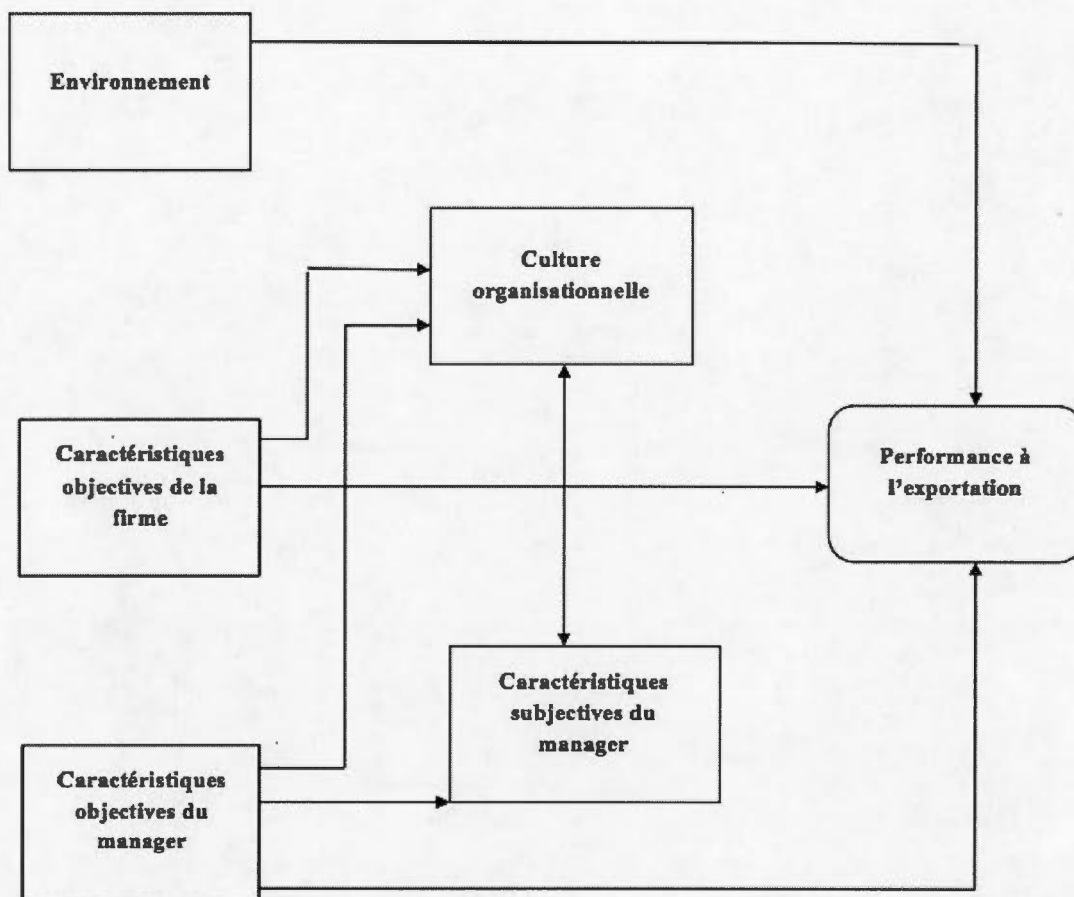 Environnement
Culture
organisationnelle
Caractéristiques
objectives de la
firme
Performance à
l'exportation
Caractéristiques
subjectives du
manager
Caractéristiques
objectives du
manager